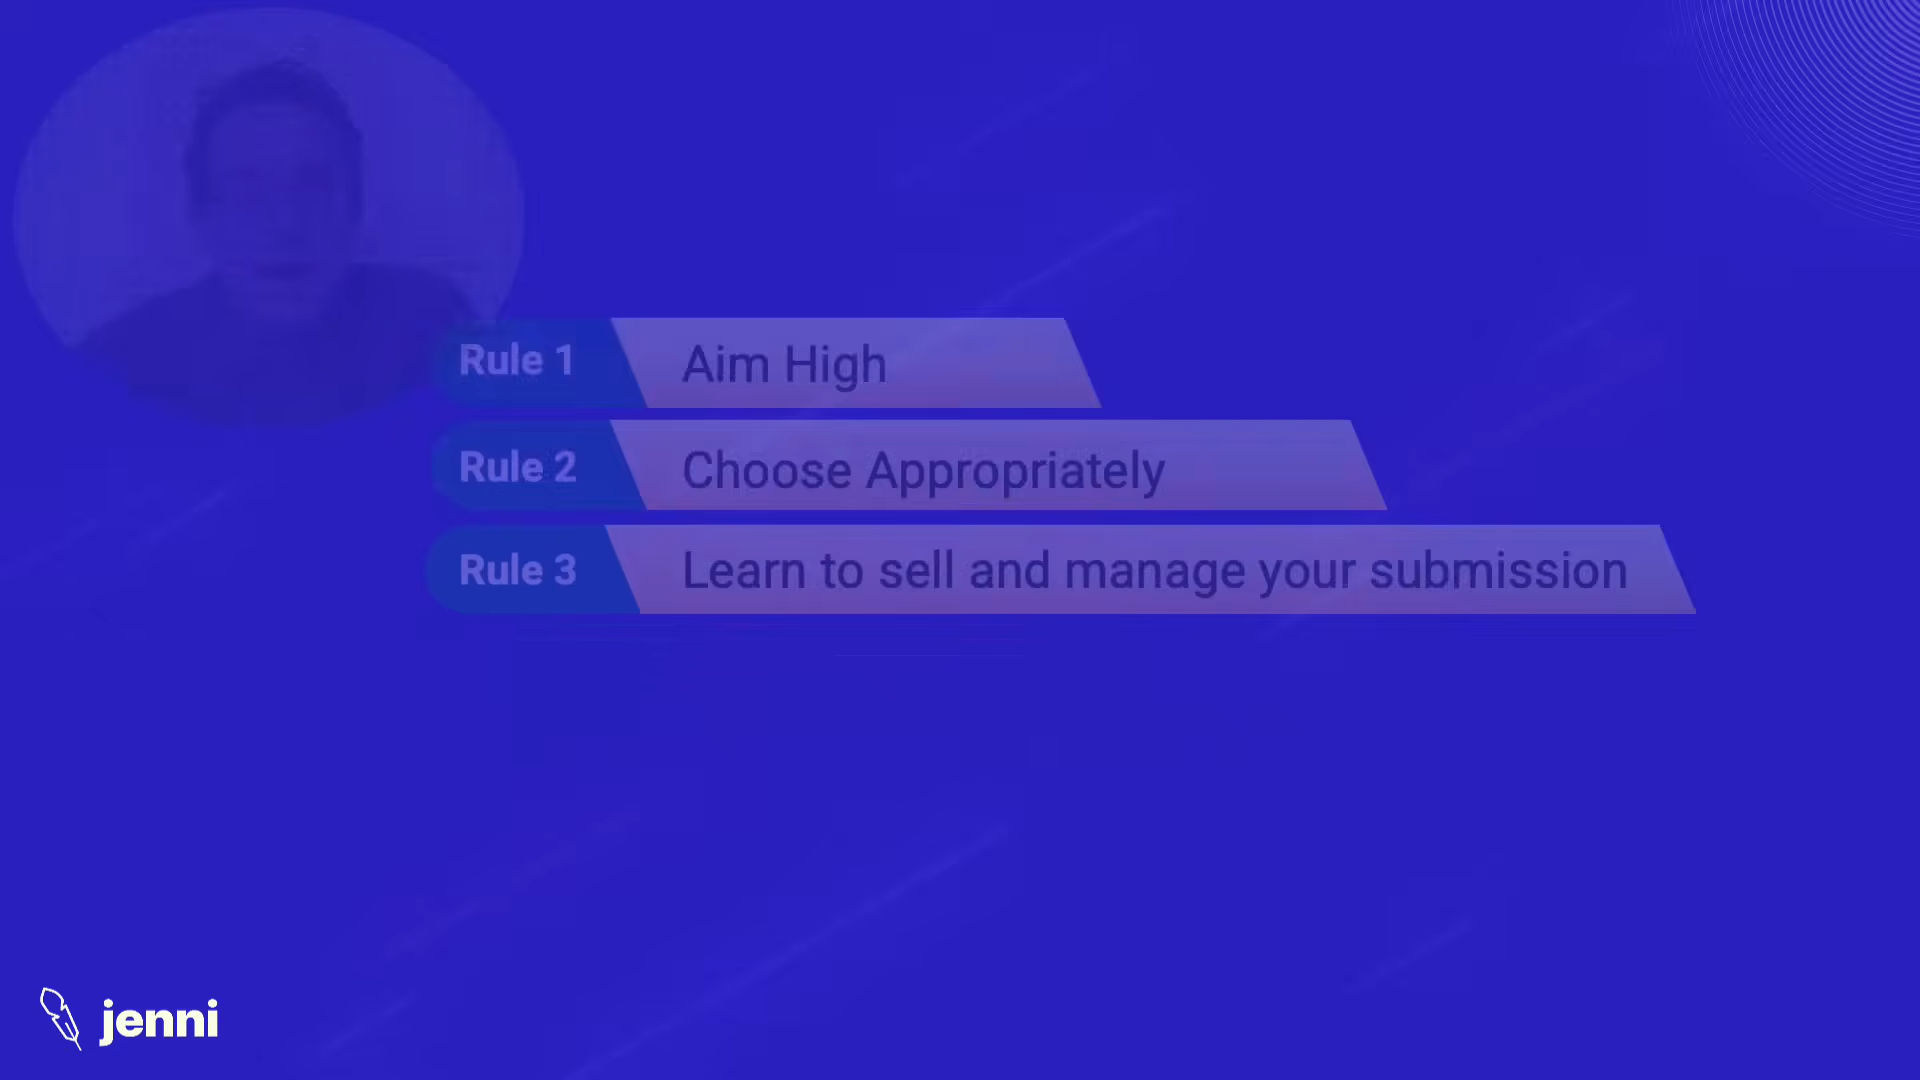 Rule 1 Aim High
Rule 2 Choose Appropriately
Rule 3 Learn to sell and manage your submission
jenni